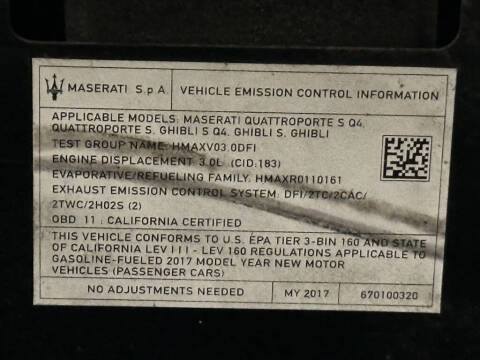 MASERATI S.p.A.
VEHICLE EMISSION CONTROL INFORMATION
APPLICABLE MODELS: MASERATI QUATTROPORTE S Q4,
QUATTROPORTE S, GHIBLI S Q4, GHIBLI S, GHIBLI
TEST GROUP NAME: HMAXV03.0DFI
ENGINE DISPLACEMENT: 3.0L (CID.183)
EVAPORATIVE/REFUELING FAMILY: HMAXR0110161
EXHAUST EMISSION CONTROL SYSTEM: DFI/2TC/2CAC/
2TWC/2HO2S (2)
OBD 11 : CALIFORNIA CERTIFIED
THIS VEHICLE CONFORMS TO U.S. EPA TIER 3-BIN 160 AND STATE
OF CALIFORNIA LEV III - LEV 160 REGULATIONS APPLICABLE TO
GASOLINE-FUELED 2017 MODEL YEAR NEW MOTOR
VEHICLES (PASSENGER CARS)
NO ADJUSTMENTS NEEDED
MY 2017
670100320